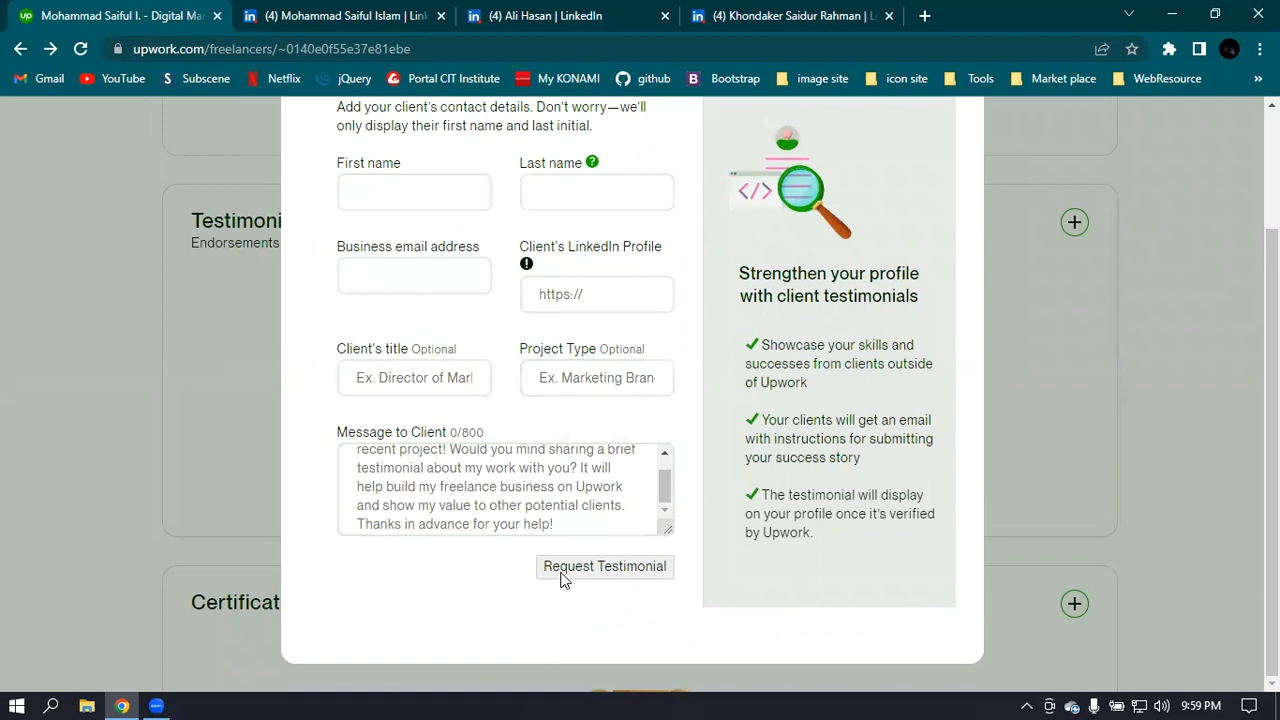 up Mohammad Saiful I. - Digital Ma
in (4) Mohammad Saiful Islam | Link
in (4) Ali Hasan | LinkedIn
in (4) Khondaker Saidur Rahman | L
upwork.com/freelancers/~0140e0f55e37e81ebe
Gmail YouTube Subscene Netflix jQuery Portal CIT Institute My KONAMI github Bootstrap image site icon site Tools Market place WebResource »
Add your client's contact details. Don't worry—we'll
only display their first name and last initial.
First name
Last name ?
Business email address
Client's LinkedIn Profile
!
https://
Client's title Optional
Project Type Optional
Ex. Director of Marl
Ex. Marketing Bran
Message to Client 0/800
recent project! Would you mind sharing a brief
testimonial about my work with you? It will
help build my freelance business on Upwork
and show my value to other potential clients.
Thanks in advance for your help!
Request Testimonial
</>
Strengthen your profile
with client testimonials
Showcase your skills and
successes from clients outside
of Upwork
Your clients will get an email
with instructions for submitting
your success story
The testimonial will display
on your profile once it's verified
by Upwork.
Testimoni
Endorsements
Certificat
9:59 PM